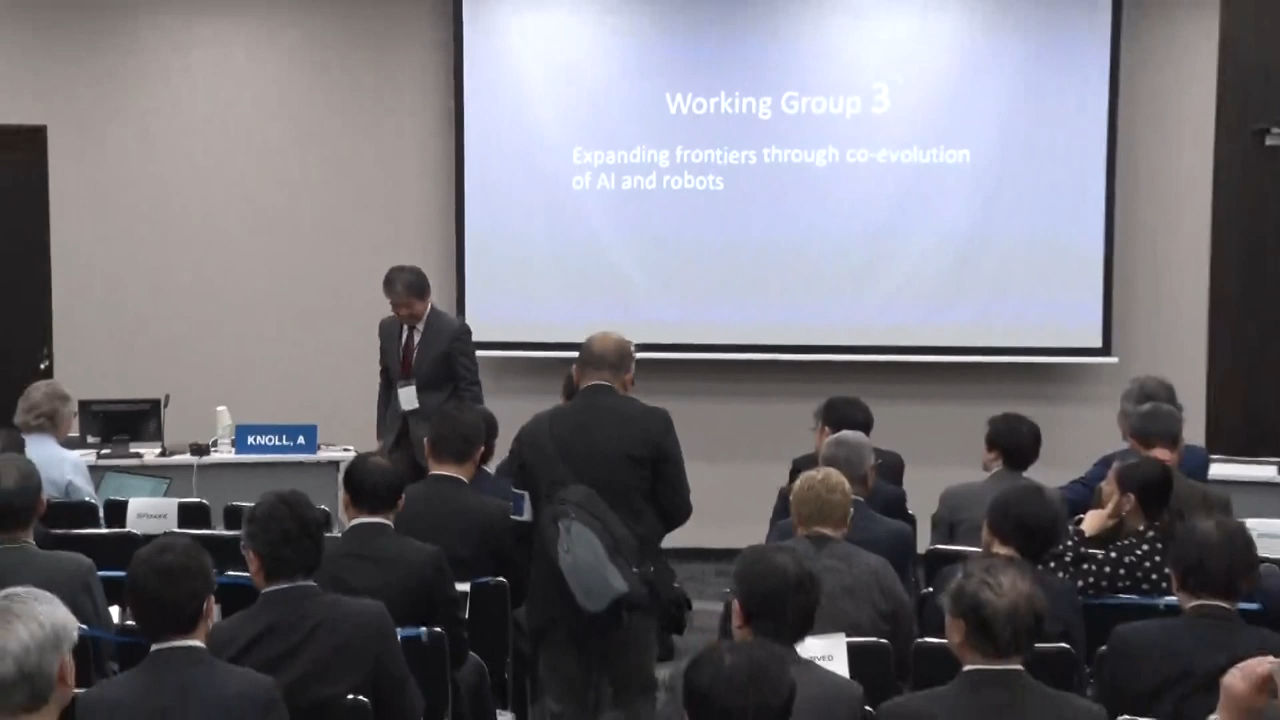 Working Group 3
Expanding frontiers through co-evolution
of AI and robots
KNOLL, A